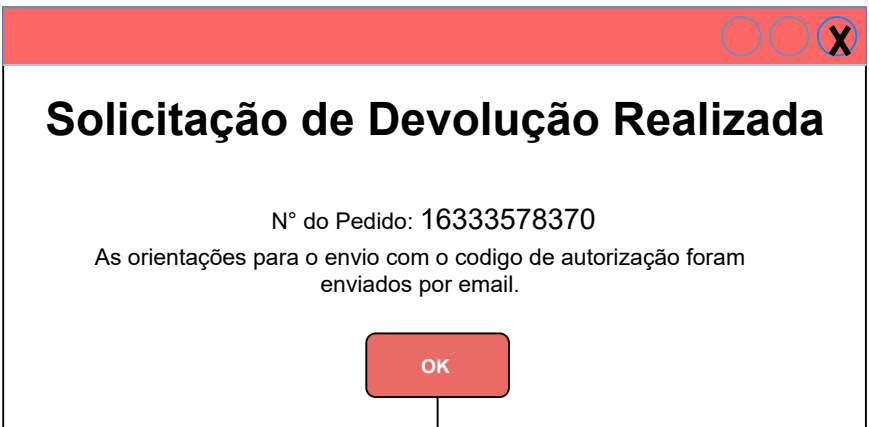 X
Solicitação de Devolução Realizada
N° do Pedido: 16333578370
As orientações para o envio com o codigo de autorização foram
enviados por email.
OK